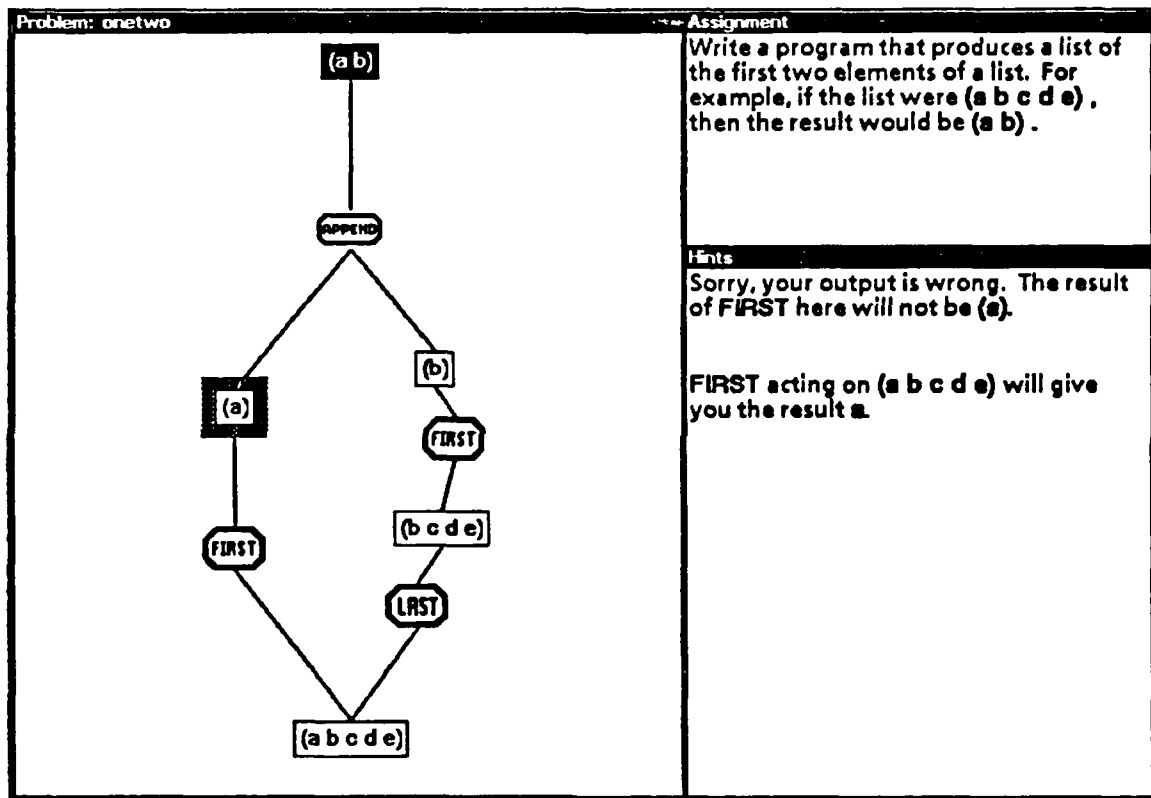 Problem: onetwo
(a b)
APPEND
(b)
(a)
FIRST
(b c d e)
FIRST
LAST
(a b c d e)
Assignment
Write a program that produces a list of
the first two elements of a list. For
example, if the list were (a b c d e) ,
then the result would be (a b) .
Hints
Sorry, your output is wrong. The result
of FIRST here will not be (a).
FIRST acting on (a b c d e) will give
you the result a.